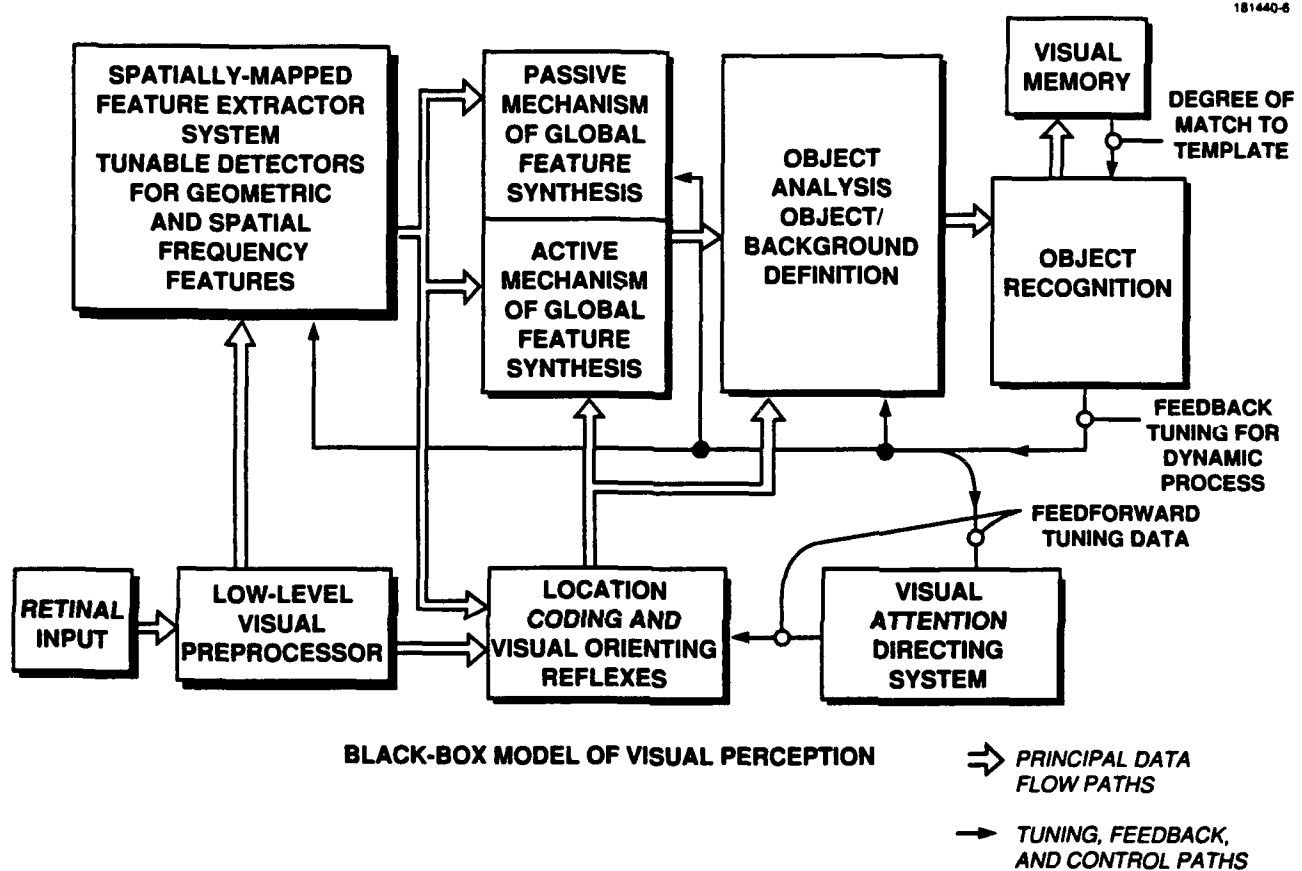 181440-6
SPATIALLY-MAPPED
FEATURE EXTRACTOR
SYSTEM
TUNABLE DETECTORS
FOR GEOMETRIC
AND SPATIAL
FREQUENCY
FEATURES
PASSIVE
MECHANISM
OF GLOBAL
FEATURE
SYNTHESIS
ACTIVE
MECHANISM
OF GLOBAL
FEATURE
SYNTHESIS
OBJECT
ANALYSIS
OBJECT/
BACKGROUND
DEFINITION
VISUAL
MEMORY
DEGREE OF
MATCH TO
TEMPLATE
OBJECT
RECOGNITION
FEEDBACK
TUNING FOR
DYNAMIC
PROCESS
FEEDFORWARD
TUNING DATA
RETINAL
INPUT
LOW-LEVEL
VISUAL
PREPROCESSOR
LOCATION
CODING AND
VISUAL ORIENTING
REFLEXES
VISUAL
ATTENTION
DIRECTING
SYSTEM
BLACK-BOX MODEL OF VISUAL PERCEPTION
PRINCIPAL DATA
FLOW PATHS
TUNING, FEEDBACK,
AND CONTROL PATHS